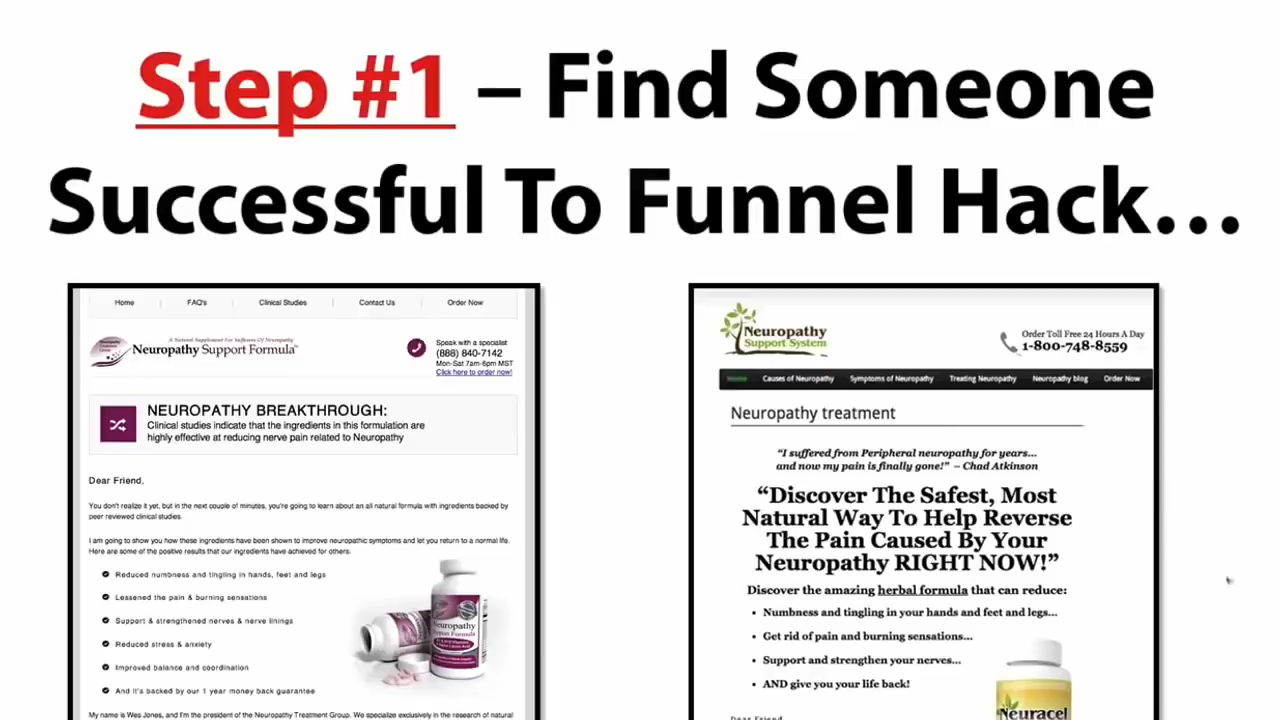 Step #1 – Find Someone
Successful To Funnel Hack...
Home
FAQ's
Clinical Studies
Contact Us
Order Now
A Natural Supplement For Sufferers Of Neuropathy
Neuropathy Support Formula™
Speak with a specialist
(888) 840-7142
Mon-Sat 7am-6pm MST
Click here to order now!
NEUROPATHY BREAKTHROUGH:
Clinical studies indicate that the ingredients in this formulation are
highly effective at reducing nerve pain related to Neuropathy
Dear Friend,
You don't realize it yet, but in the next couple of minutes, you're going to learn about an all natural formula with ingredients backed by
peer reviewed clinical studies.
I am going to show you how these ingredients have been shown to improve neuropathic symptoms and let you return to a normal life.
Here are some of the positive results that our ingredients have achieved for others.
Reduced numbness and tingling in hands, feet and legs
Lessened the pain & burning sensations
Support & strengthened nerves & nerve linings
Reduced stress & anxiety
Improved balance and coordination
And it's backed by our 1 year money back guarantee
Neuropathy
Support Formula
My name is Wes Jones, and I'm the president of the Neuropathy Treatment Group. We specialize exclusively in the research of natural
Neuropathy
Support System
Order Toll Free 24 Hours A Day
1-800-748-8559
Home
Causes of Neuropathy
Symptoms of Neuropathy
Treating Neuropathy
Neuropathy blog
Order Now
Neuropathy treatment
“I suffered from Peripheral neuropathy for years...
and now my pain is finally gone!” – Chad Atkinson
“Discover The Safest, Most
Natural Way To Help Reverse
The Pain Caused By Your
Neuropathy RIGHT NOW!”
Discover the amazing herbal formula that can reduce:
• Numbness and tingling in your hands and feet and legs...
• Get rid of pain and burning sensations...
• Support and strengthen your nerves...
• AND give you your life back!
Neuracel
Dear Friend